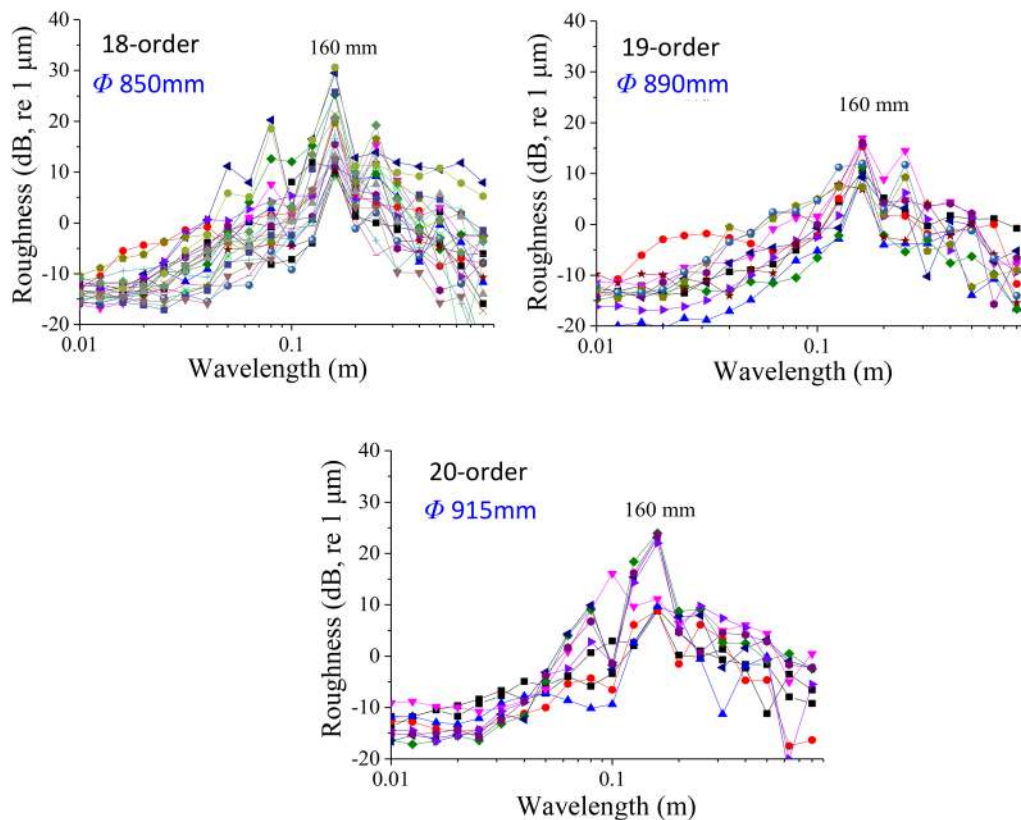 40
30
20
10
0
-10
-20
0.01
0.1
Roughness (dB, re 1 μm)
Wavelength (m)
18-order
Φ 850mm
160 mm
40
30
20
10
0
-10
-20
0.01
0.1
Roughness (dB, re 1 μm)
Wavelength (m)
19-order
Φ 890mm
160 mm
40
30
20
10
0
-10
-20
0.01
0.1
Roughness (dB, re 1 μm)
Wavelength (m)
20-order
Φ 915mm
160 mm